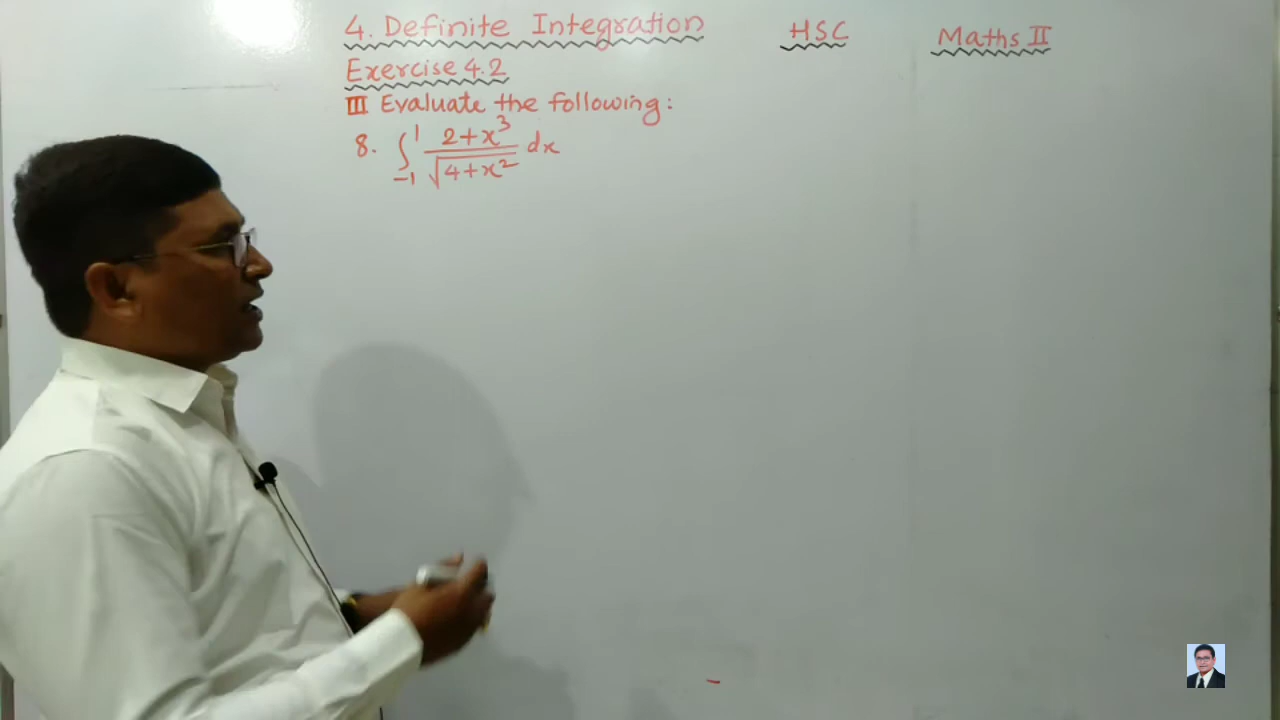 4. Definite Integration HSC Maths II
Exercise 4.2
III Evaluate the following:
8. ∫₋₁¹ (2+x³)/√(4+x²) dx